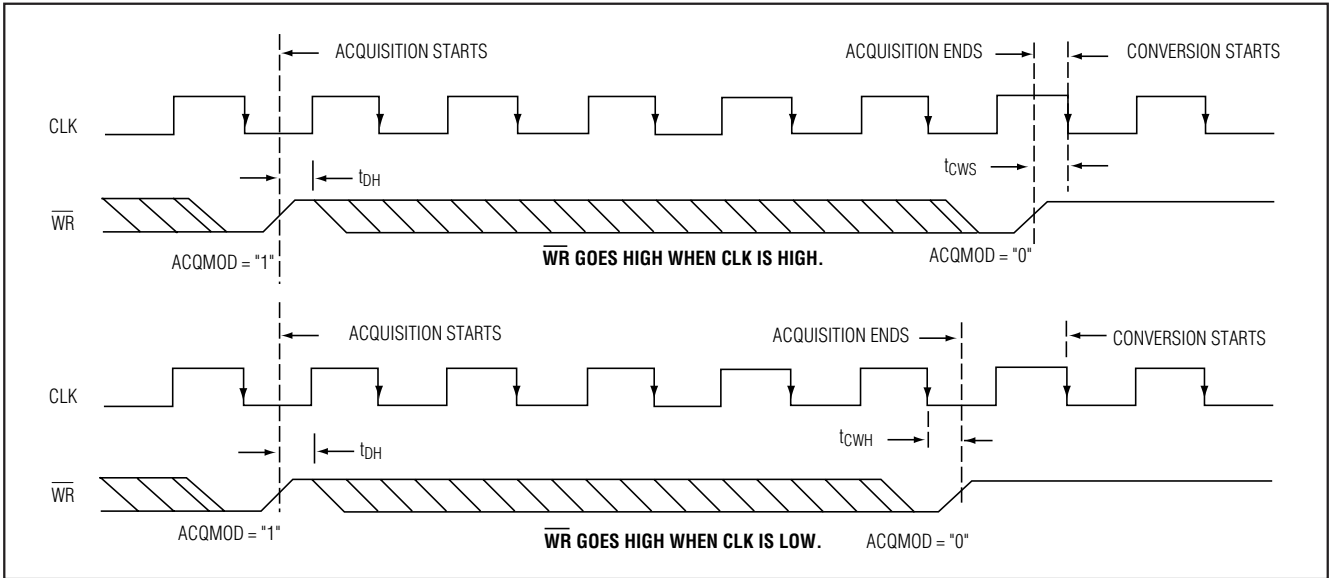 ACQUISITION STARTS
ACQUISITION ENDS
CONVERSION STARTS
CLK
tCWS
tDH
WR
ACQMOD = "1"
WR GOES HIGH WHEN CLK IS HIGH.
ACQMOD = "0"
ACQUISITION STARTS
ACQUISITION ENDS
CONVERSION STARTS
CLK
tCWH
tDH
WR
ACQMOD = "1"
WR GOES HIGH WHEN CLK IS LOW.
ACQMOD = "0"